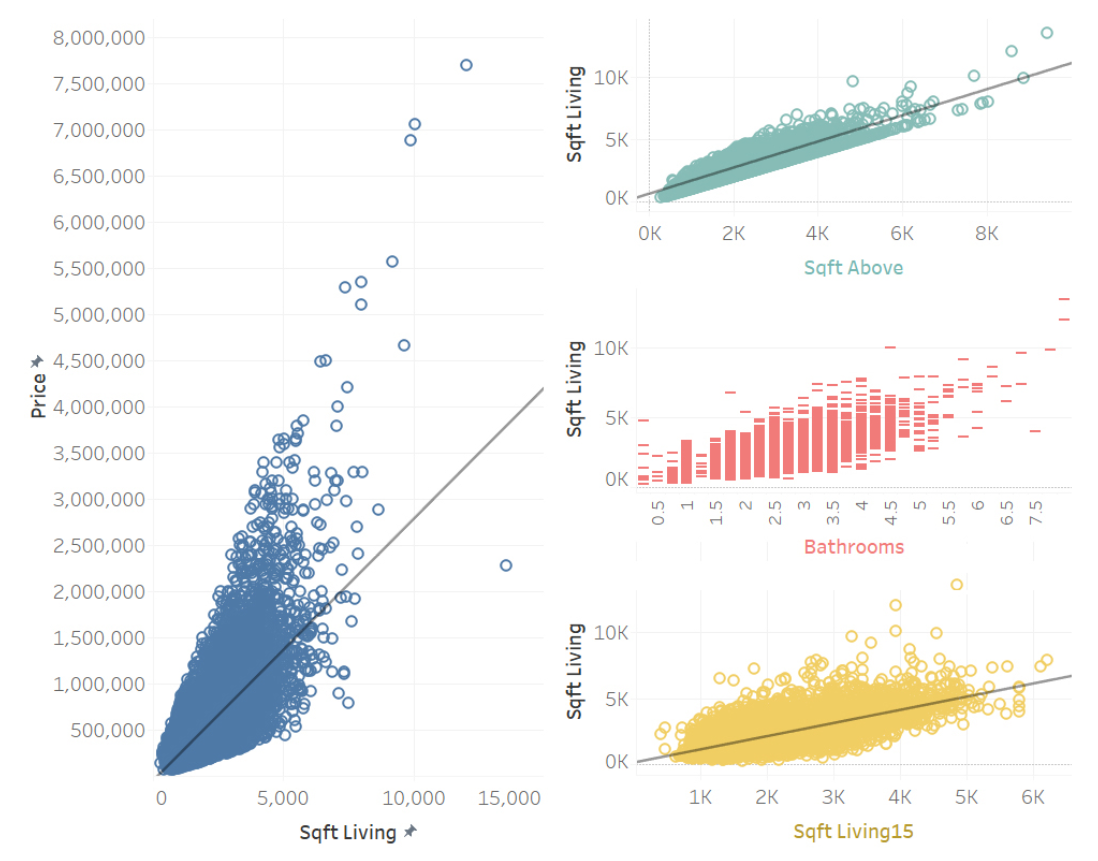 8,000,000
7,500,000
7,000,000
6,500,000
6,000,000
5,500,000
5,000,000
4,500,000
4,000,000
3,500,000
3,000,000
2,500,000
2,000,000
1,500,000
1,000,000
500,000
Price
0 5,000 10,000 15,000
Sqft Living
10K
5K
0K
Sqft Living
0K 2K 4K 6K 8K
Sqft Above
10K
5K
0K
Sqft Living
0.5 1 1.5 2 2.5 3 3.5 4 4.5 5 5.5 6 6.5 7.5
Bathrooms
10K
5K
0K
Sqft Living
1K 2K 3K 4K 5K 6K
Sqft Living15